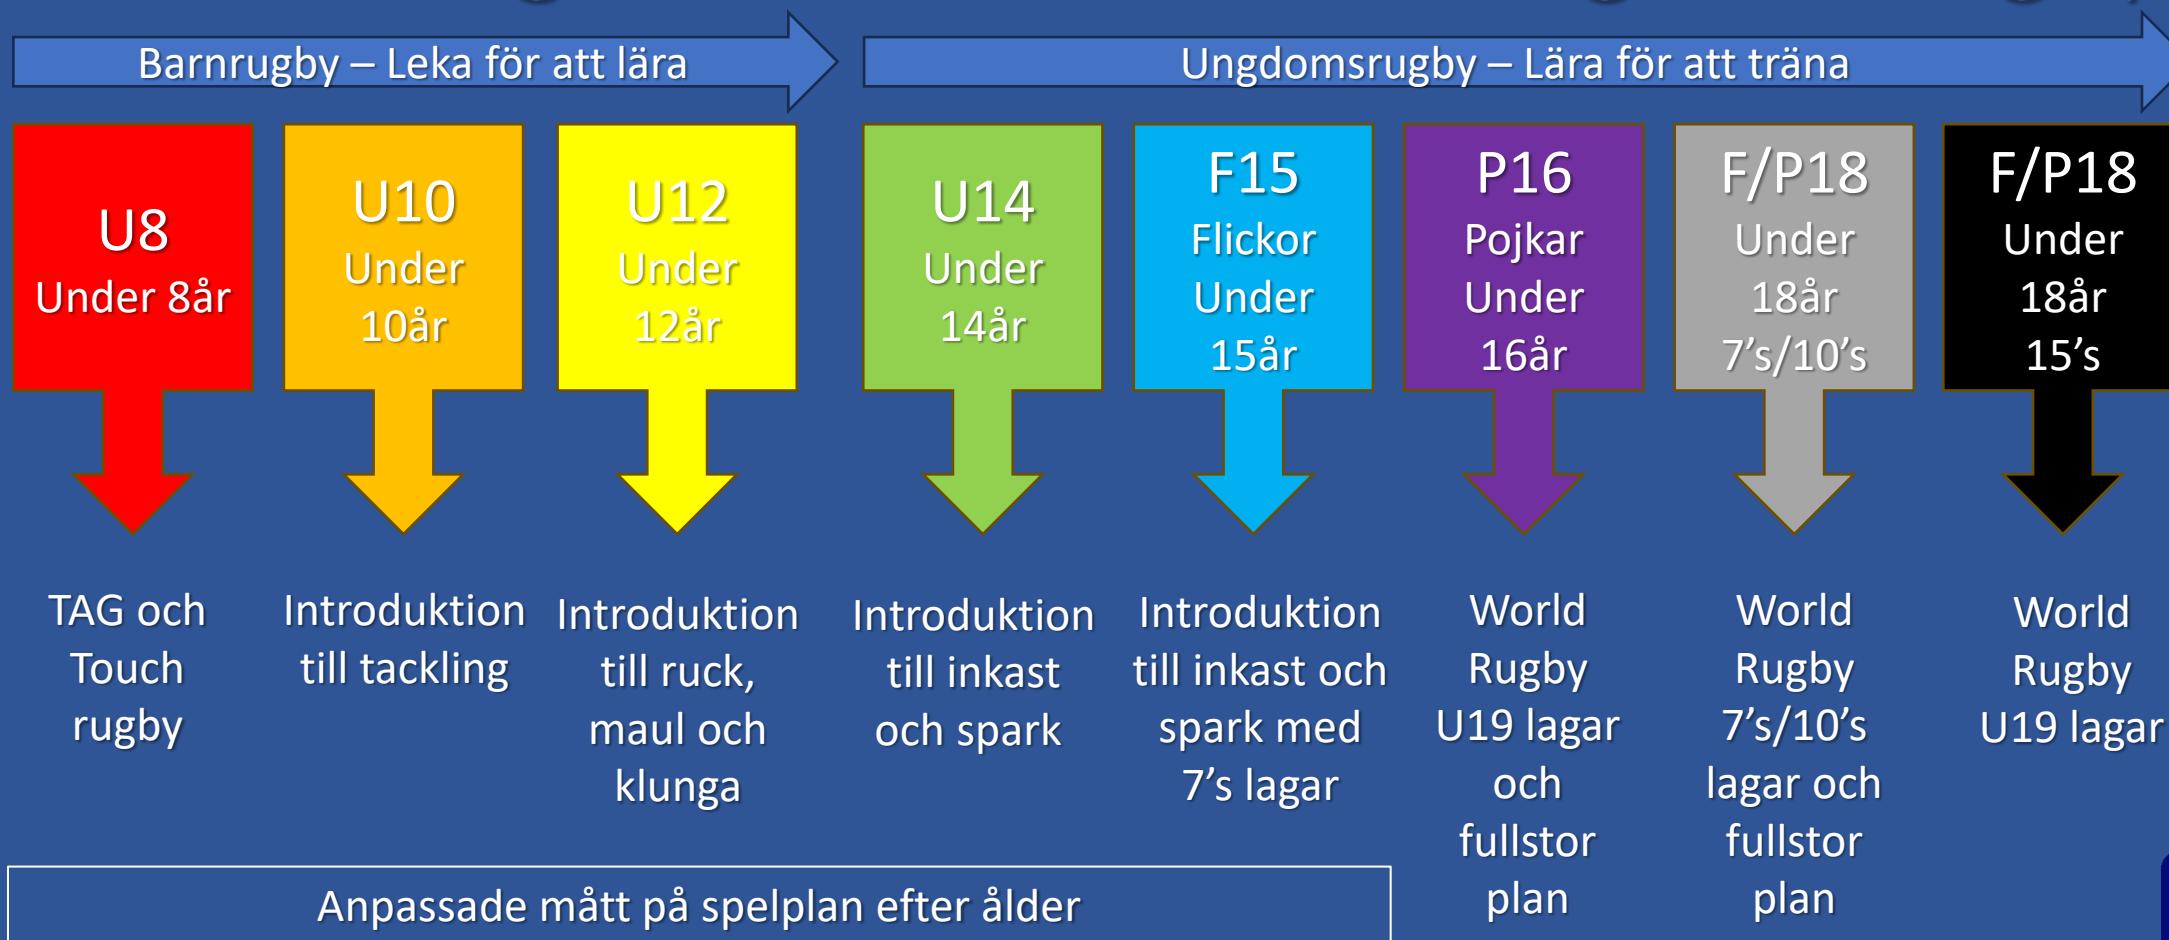 Barnrugby – Leka för att lära
Ungdomsrugby – Lära för att träna
U8
Under 8år
U10
Under
10år
U12
Under
12år
U14
Under
14år
F15
Flickor
Under
15år
P16
Pojkar
Under
16år
F/P18
Under
18år
7’s/10’s
F/P18
Under
18år
15’s
TAG och
Touch
rugby
Introduktion
till tackling
Introduktion
till ruck,
maul och
klunga
Introduktion
till inkast
och spark
Introduktion
till inkast och
spark med
7’s lagar
World
Rugby
U19 lagar
och
fullstor
plan
World
Rugby
7’s/10’s
lagar och
fullstor
plan
World
Rugby
U19 lagar
Anpassade mått på spelplan efter ålder